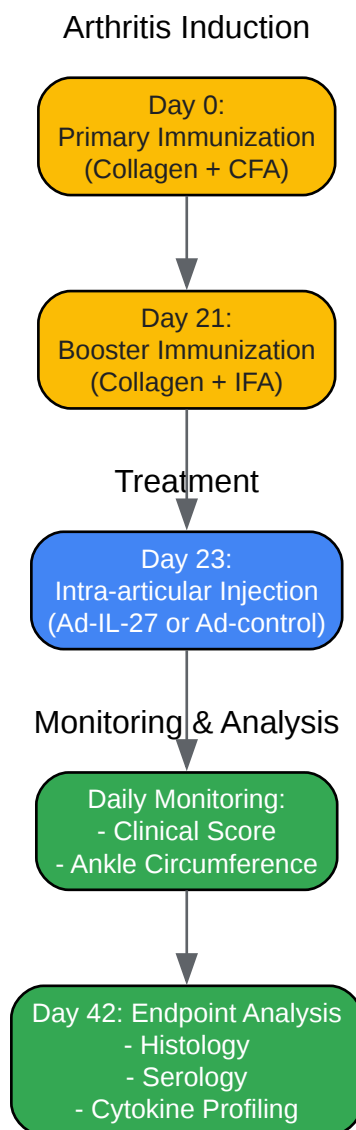 Arthritis Induction
Day 0:
Primary Immunization
(Collagen + CFA)
Day 21:
Booster Immunization
(Collagen + IFA)
Treatment
Day 23:
Intra-articular Injection
(Ad-IL-27 or Ad-control)
Monitoring & Analysis
Daily Monitoring:
- Clinical Score
- Ankle Circumference
Day 42: Endpoint Analysis
- Histology
- Serology
- Cytokine Profiling